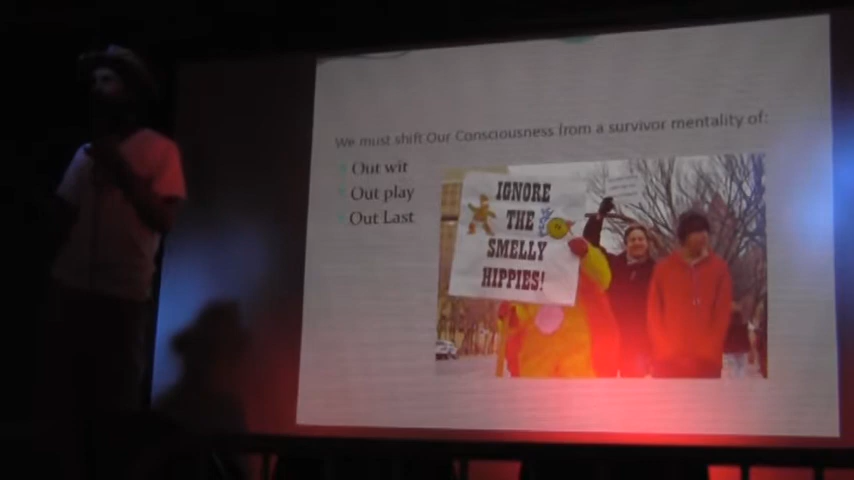 We must shift Our Consciousness from a survivor mentality of:
Out wit
Out play
Out Last
IGNORE
THE
SMELLY
HIPPIES!